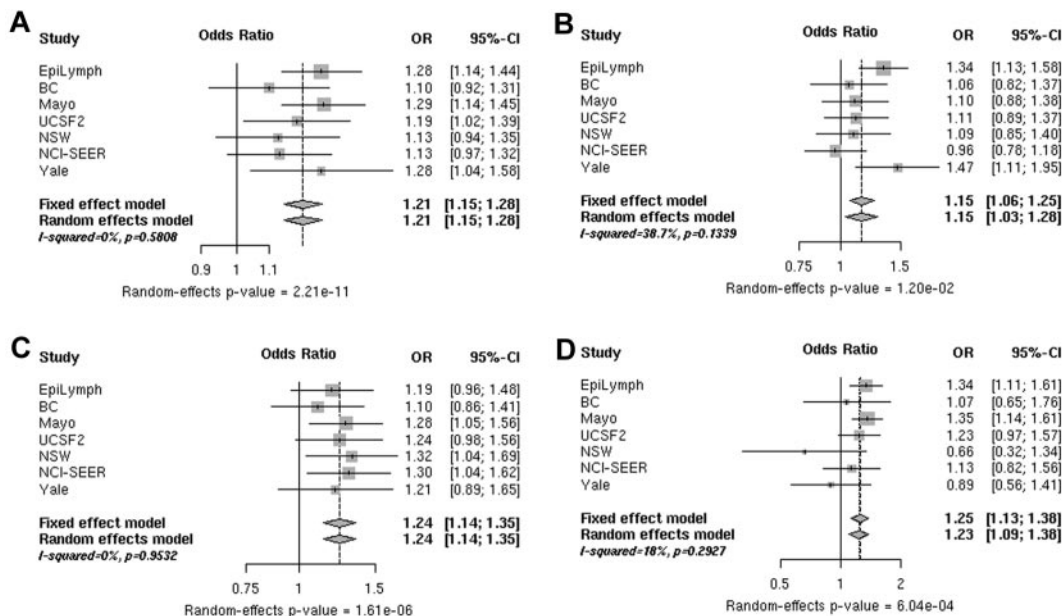 A
Study Odds Ratio OR 95%-CI
EpiLymph 1.28 [1.14; 1.44]
BC 1.10 [0.92; 1.31]
Mayo 1.29 [1.14; 1.45]
UCSF2 1.19 [1.02; 1.39]
NSW 1.13 [0.94; 1.35]
NCI-SEER 1.13 [0.97; 1.32]
Yale 1.28 [1.04; 1.58]
Fixed effect model 1.21 [1.15; 1.28]
Random effects model 1.21 [1.15; 1.28]
I-squared=0%, p=0.5808
0.9 1 1.1
Random-effects p-value = 2.21e-11
B
Study Odds Ratio OR 95%-CI
EpiLymph 1.34 [1.13; 1.58]
BC 1.06 [0.82; 1.37]
Mayo 1.10 [0.88; 1.38]
UCSF2 1.11 [0.89; 1.37]
NSW 1.09 [0.85; 1.40]
NCI-SEER 0.96 [0.78; 1.18]
Yale 1.47 [1.11; 1.95]
Fixed effect model 1.15 [1.06; 1.25]
Random effects model 1.15 [1.03; 1.28]
I-squared=38.7%, p=0.1339
0.75 1 1.5
Random-effects p-value = 1.20e-02
C
Study Odds Ratio OR 95%-CI
EpiLymph 1.19 [0.96; 1.48]
BC 1.10 [0.86; 1.41]
Mayo 1.28 [1.05; 1.56]
UCSF2 1.24 [0.98; 1.56]
NSW 1.32 [1.04; 1.69]
NCI-SEER 1.30 [1.04; 1.62]
Yale 1.21 [0.89; 1.65]
Fixed effect model 1.24 [1.14; 1.35]
Random effects model 1.24 [1.14; 1.35]
I-squared=0%, p=0.9532
0.75 1 1.5
Random-effects p-value = 1.61e-06
D
Study Odds Ratio OR 95%-CI
EpiLymph 1.34 [1.11; 1.61]
BC 1.07 [0.65; 1.76]
Mayo 1.35 [1.14; 1.61]
UCSF2 1.23 [0.97; 1.57]
NSW 0.66 [0.32; 1.34]
NCI-SEER 1.13 [0.82; 1.56]
Yale 0.89 [0.56; 1.41]
Fixed effect model 1.25 [1.13; 1.38]
Random effects model 1.23 [1.09; 1.38]
I-squared=18%, p=0.2927
0.5 1 2
Random-effects p-value = 6.04e-04